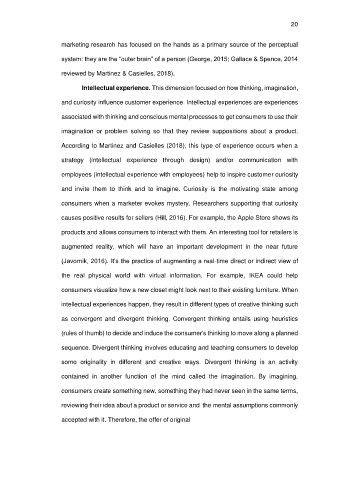 20
marketing research has focused on the hands as a primary source of the perceptual
system: they are the "outer brain" of a person (George, 2015; Gallace & Spence, 2014
reviewed by Martinez & Casielles, 2018).
Intellectual experience. This dimension focused on how thinking, imagination,
and curiosity influence customer experience. Intellectual experiences are experiences
associated with thinking and conscious mental processes to get consumers to use their
imagination or problem solving so that they review suppositions about a product.
According to Martinez and Casielles (2018), this type of experience occurs when a
strategy (intellectual experience through design) and/or communication with
employees (intellectual experience with employees) help to inspire customer curiosity
and invite them to think and to imagine. Curiosity is the motivating state among
consumers when a marketer evokes mystery. Researchers supporting that curiosity
causes positive results for sellers (Hill, 2016). For example, the Apple Store shows its
products and allows consumers to interact with them. An interesting tool for retailers is
augmented reality, which will have an important development in the near future
(Javornik, 2016). It's the practice of augmenting a real-time direct or indirect view of
the real physical world with virtual information. For example, IKEA could help
consumers visualize how a new closet might look next to their existing furniture. When
intellectual experiences happen, they result in different types of creative thinking such
as convergent and divergent thinking. Convergent thinking entails using heuristics
(rules of thumb) to decide and induce the consumer's thinking to move along a planned
sequence. Divergent thinking involves educating and teaching consumers to develop
some originality in different and creative ways. Divergent thinking is an activity
contained in another function of the mind called the imagination. By imagining,
consumers create something new, something they had never seen in the same terms,
reviewing their idea about a product or service and the mental assumptions commonly
accepted with it. Therefore, the offer of original